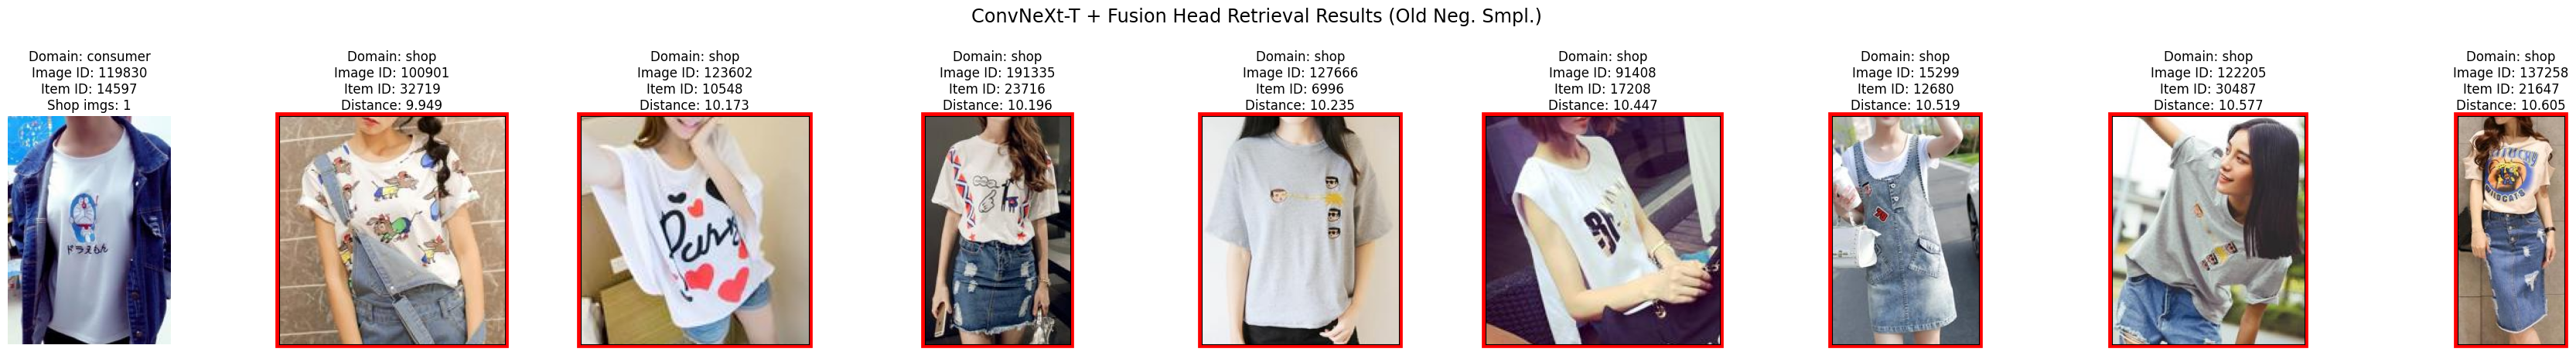 ConvNeXt-T + Fusion Head Retrieval Results (Old Neg. Smpl.)
Domain: consumer
Image ID: 119830
Item ID: 14597
Shop imgs: 1
Domain: shop
Image ID: 100901
Item ID: 32719
Distance: 9.949
Domain: shop
Image ID: 123602
Item ID: 10548
Distance: 10.173
Domain: shop
Image ID: 191335
Item ID: 23716
Distance: 10.196
Domain: shop
Image ID: 127666
Item ID: 6996
Distance: 10.235
Domain: shop
Image ID: 91408
Item ID: 17208
Distance: 10.447
Domain: shop
Image ID: 15299
Item ID: 12680
Distance: 10.519
Domain: shop
Image ID: 122205
Item ID: 30487
Distance: 10.577
Domain: shop
Image ID: 137258
Item ID: 21647
Distance: 10.605
ドラえもん